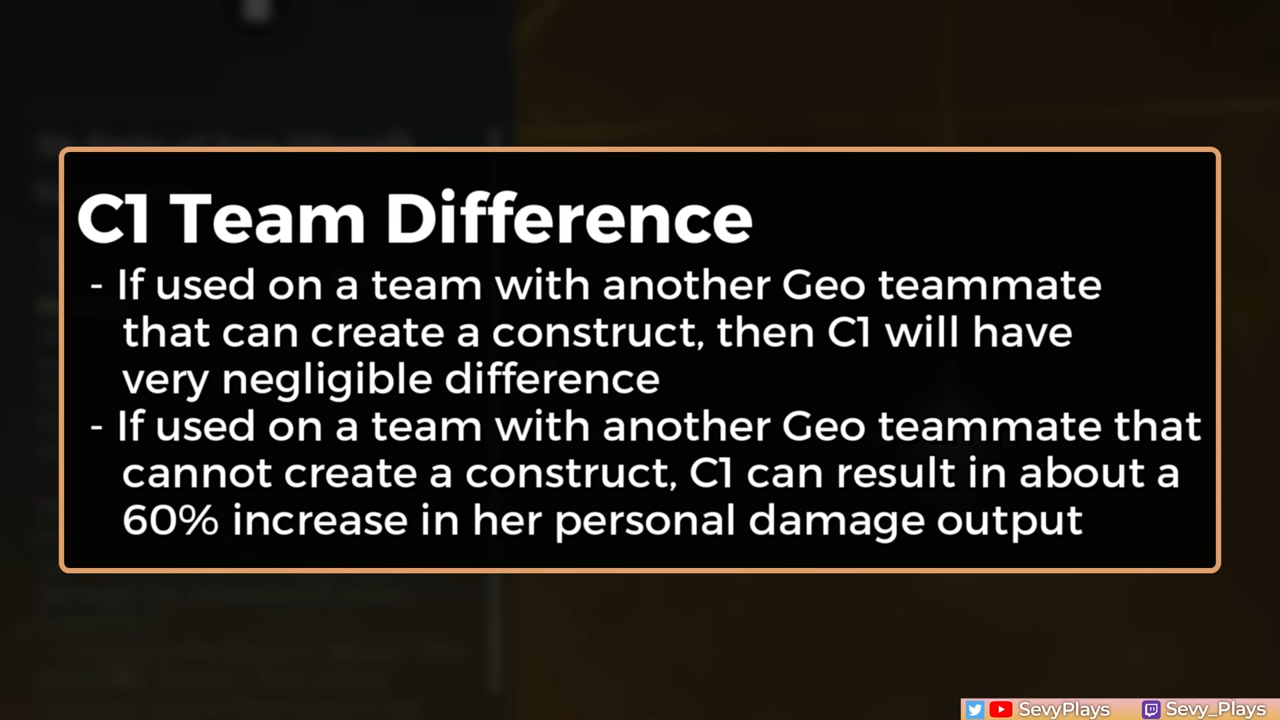 C1 Team Difference
- If used on a team with another Geo teammate
that can create a construct, then C1 will have
very negligible difference
- If used on a team with another Geo teammate that
cannot create a construct, C1 can result in about a
60% increase in her personal damage output
SevyPlays Sevy_Plays